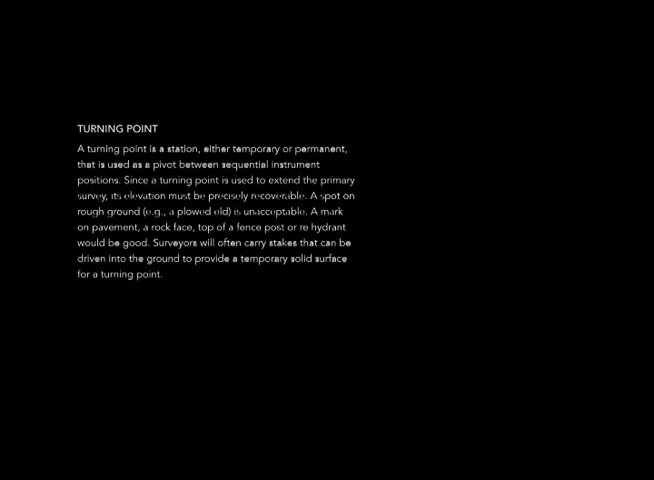 TURNING POINT
A turning point is a station, either temporary or permanent,
that is used as a pivot between sequential instrument
positions. Since a turning point is used to extend the primary
survey, its elevation must be precisely recoverable. A spot on
rough ground (e.g., a plowed eld) is unacceptable. A mark
on pavement, a rock face, top of a fence post or re hydrant
would be good. Surveyors will often carry stakes that can be
driven into the ground to provide a temporary solid surface
for a turning point.